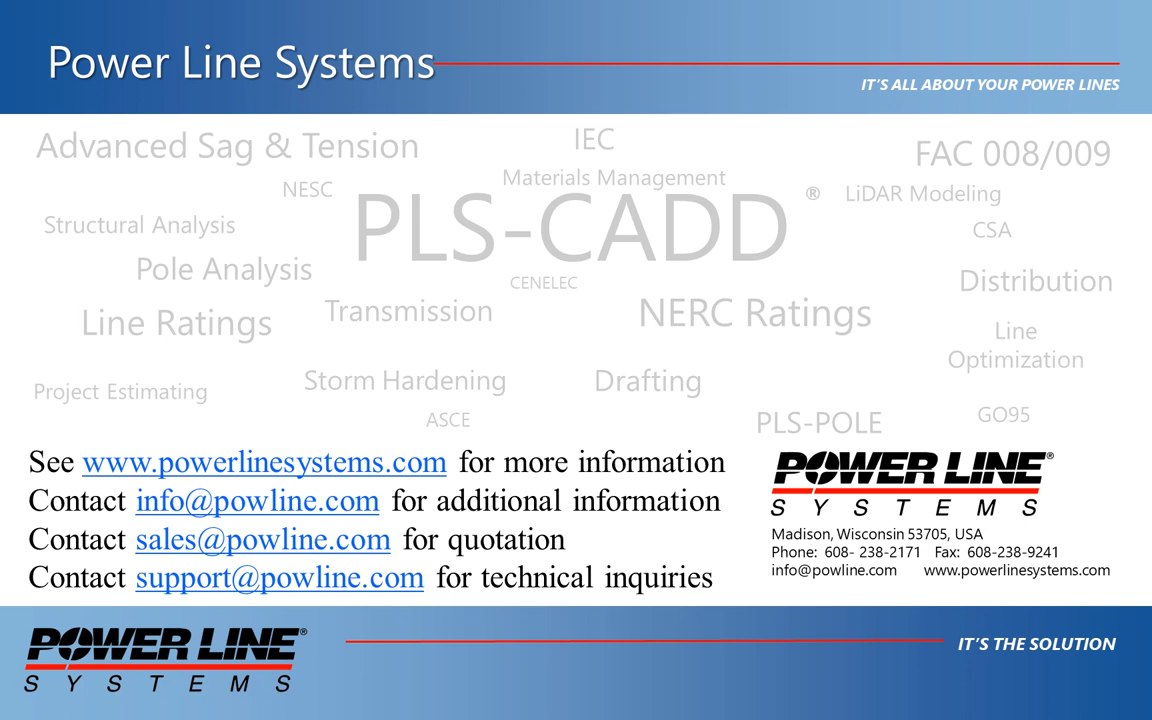 Power Line Systems
IT'S ALL ABOUT YOUR POWER LINES
Advanced Sag & Tension
IEC
FAC 008/009
NESC
Materials Management
PLS-CADD ®
LiDAR Modeling
Structural Analysis
CSA
Pole Analysis
CENELEC
Distribution
Line Ratings
Transmission
NERC Ratings
Line
Optimization
Project Estimating
Storm Hardening
Drafting
ASCE
PLS-POLE
GO95
See www.powerlinesystems.com for more information
Contact info@powline.com for additional information
Contact sales@powline.com for quotation
Contact support@powline.com for technical inquiries
POWER LINE®
SYSTEMS
Madison, Wisconsin 53705, USA
Phone: 608- 238-2171 Fax: 608-238-9241
info@powline.com www.powerlinesystems.com
POWER LINE®
SYSTEMS
IT'S THE SOLUTION